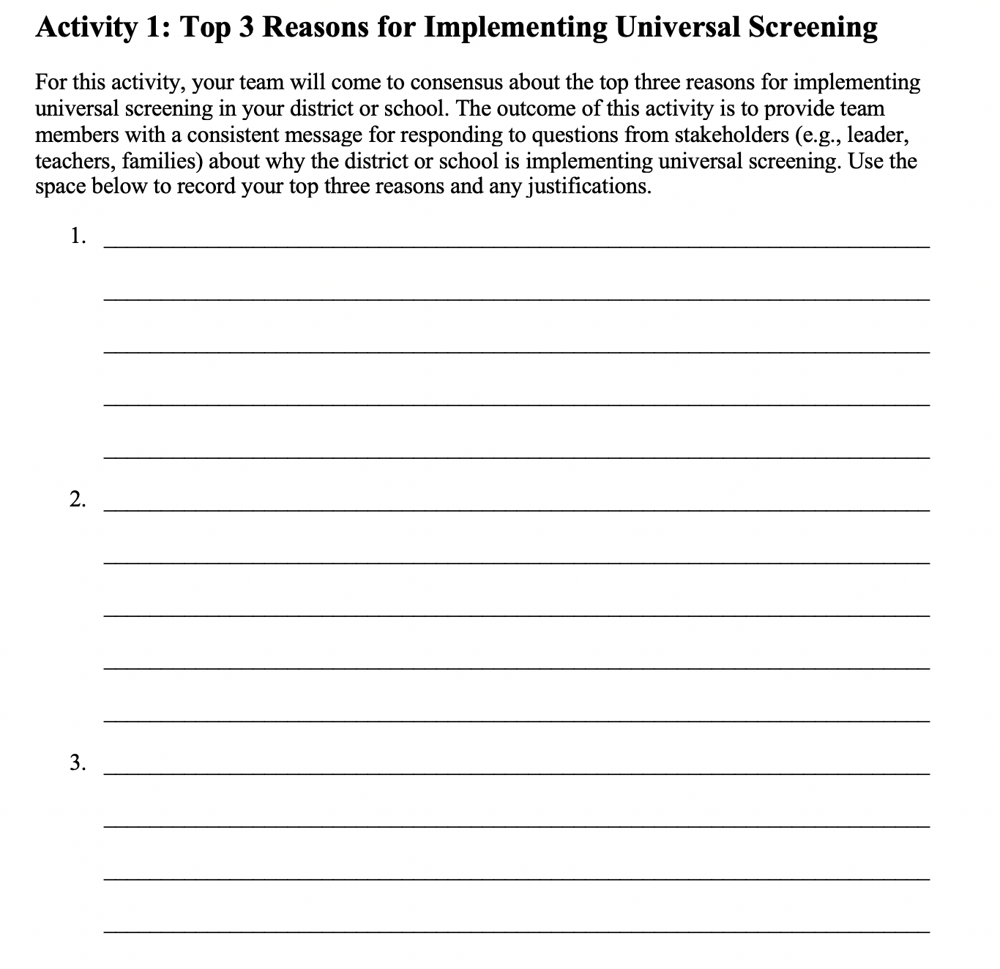 Activity 1: Top 3 Reasons for Implementing Universal Screening
For this activity, your team will come to consensus about the top three reasons for implementing
universal screening in your district or school. The outcome of this activity is to provide team
members with a consistent message for responding to questions from stakeholders (e.g., leader,
teachers, families) about why the district or school is implementing universal screening. Use the
space below to record your top three reasons and any justifications.
1.
2.
3.